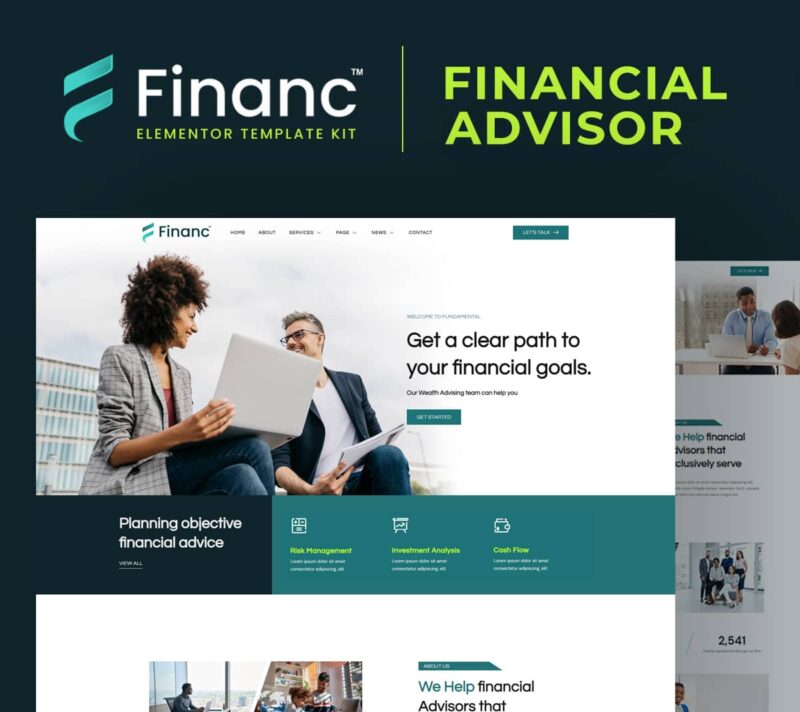 Financ™
ELEMENTOR TEMPLATE KIT
FINANCIAL
ADVISOR
Financ
HOME
ABOUT
SERVICES
PAGE
NEWS
CONTACT
LET'S TALK
WELCOME TO FUNDAMENTAL
Get a clear path to
your financial goals.
Our Wealth Advising team can help you
GET STARTED
Planning objective
financial advice
VIEW ALL
Risk Management
Lorem ipsum dolor sit amet
consectetur adipiscing, elit
Investment Analysis
Lorem ipsum dolor sit amet
consectetur adipiscing, elit
Cash Flow
Lorem ipsum dolor sit amet
consectetur adipiscing, elit
ABOUT US
We Help financial
Advisors that
LET'S TALK
e Help financial
dvisors that
clusively serve
2,541